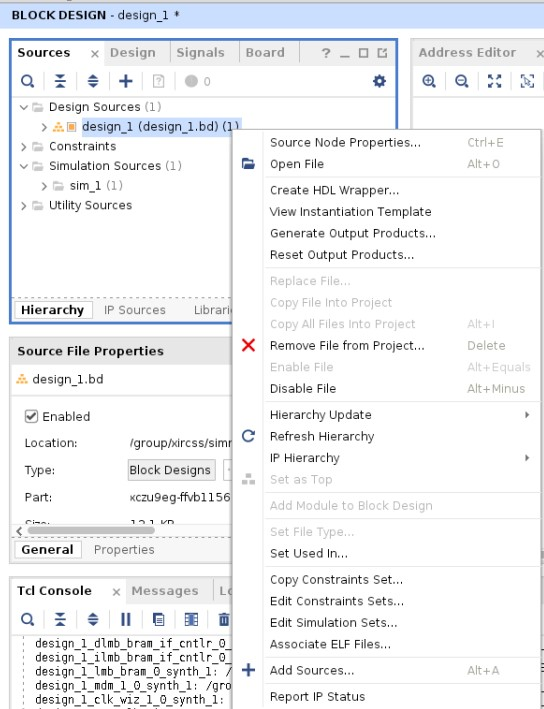 BLOCK DESIGN - design_1 *
Sources × Design Signals Board ? Address Editor ×
0
Design Sources (1)
design_1 (design_1.bd) (1)
Constraints
Simulation Sources (1)
sim_1 (1)
Utility Sources
Hierarchy IP Sources Librari
Source File Properties
design_1.bd
Enabled
Location: /group/xircss/simr
Type: Block Designs
Part: xczu9eg-ffvb1156
Size: 12.1 KB
General Properties
Tcl Console × Messages Lo
design_1_dlmb_bram_if_cntlr_0_
design_1_ilmb_bram_if_cntlr_0_
design_1_lmb_bram_0_synth_1: /
design_1_mdm_1_0_synth_1: /gro
design_1_clk_wiz_1_0_synth_1:
Source Node Properties... Ctrl+E
Open File Alt+O
Create HDL Wrapper...
View Instantiation Template
Generate Output Products...
Reset Output Products...
Replace File...
Copy File Into Project
Copy All Files Into Project Alt+I
Remove File from Project... Delete
Enable File Alt+Equals
Disable File Alt+Minus
Hierarchy Update
Refresh Hierarchy
IP Hierarchy
Set as Top
Add Module to Block Design
Set File Type...
Set Used In...
Copy Constraints Set...
Edit Constraints Sets...
Edit Simulation Sets...
Associate ELF Files...
Add Sources... Alt+A
Report IP Status